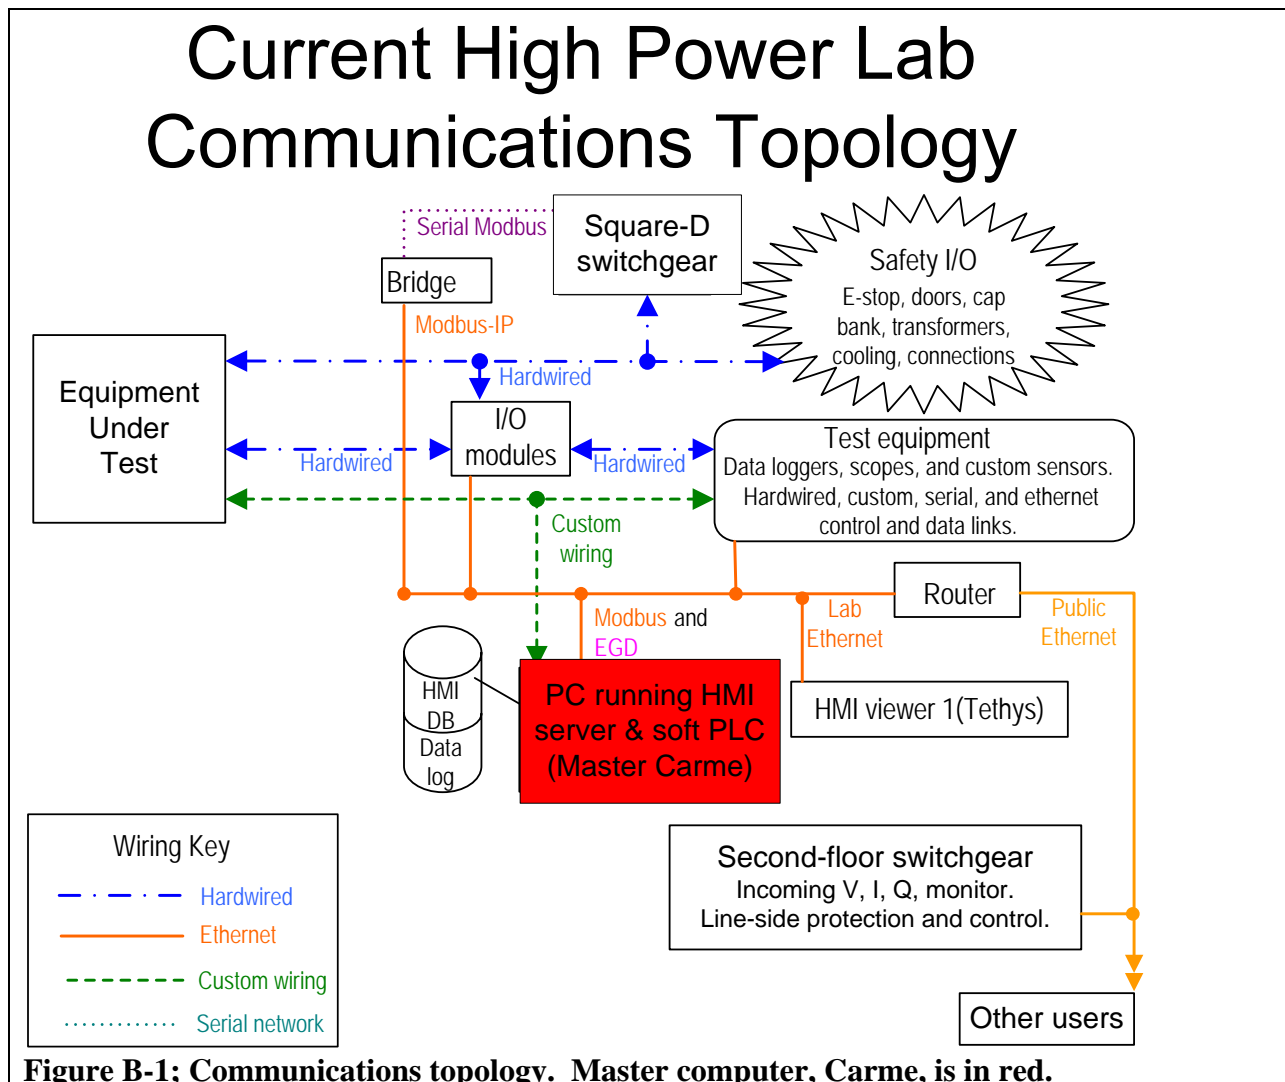 Current High Power Lab
Communications Topology
Serial Modbus
Square-D
switchgear
Safety I/O
E-stop, doors, cap
bank, transformers,
cooling, connections
Bridge
Modbus-IP
Equipment
Under
Test
Hardwired
I/O
modules
Hardwired
Hardwired
Test equipment
Data loggers, scopes, and custom sensors.
Hardwired, custom, serial, and ethernet
control and data links.
Custom
wiring
Router
Modbus and
EGD
Lab
Ethernet
Public
Ethernet
HMI
DB
Data
log
PC running HMI
server & soft PLC
(Master Carme)
HMI viewer 1(Tethys)
Wiring Key
Hardwired
Ethernet
Custom wiring
Serial network
Second-floor switchgear
Incoming V, I, Q, monitor.
Line-side protection and control.
Other users
Figure B-1; Communications topology.  Master computer, Carme, is in red.